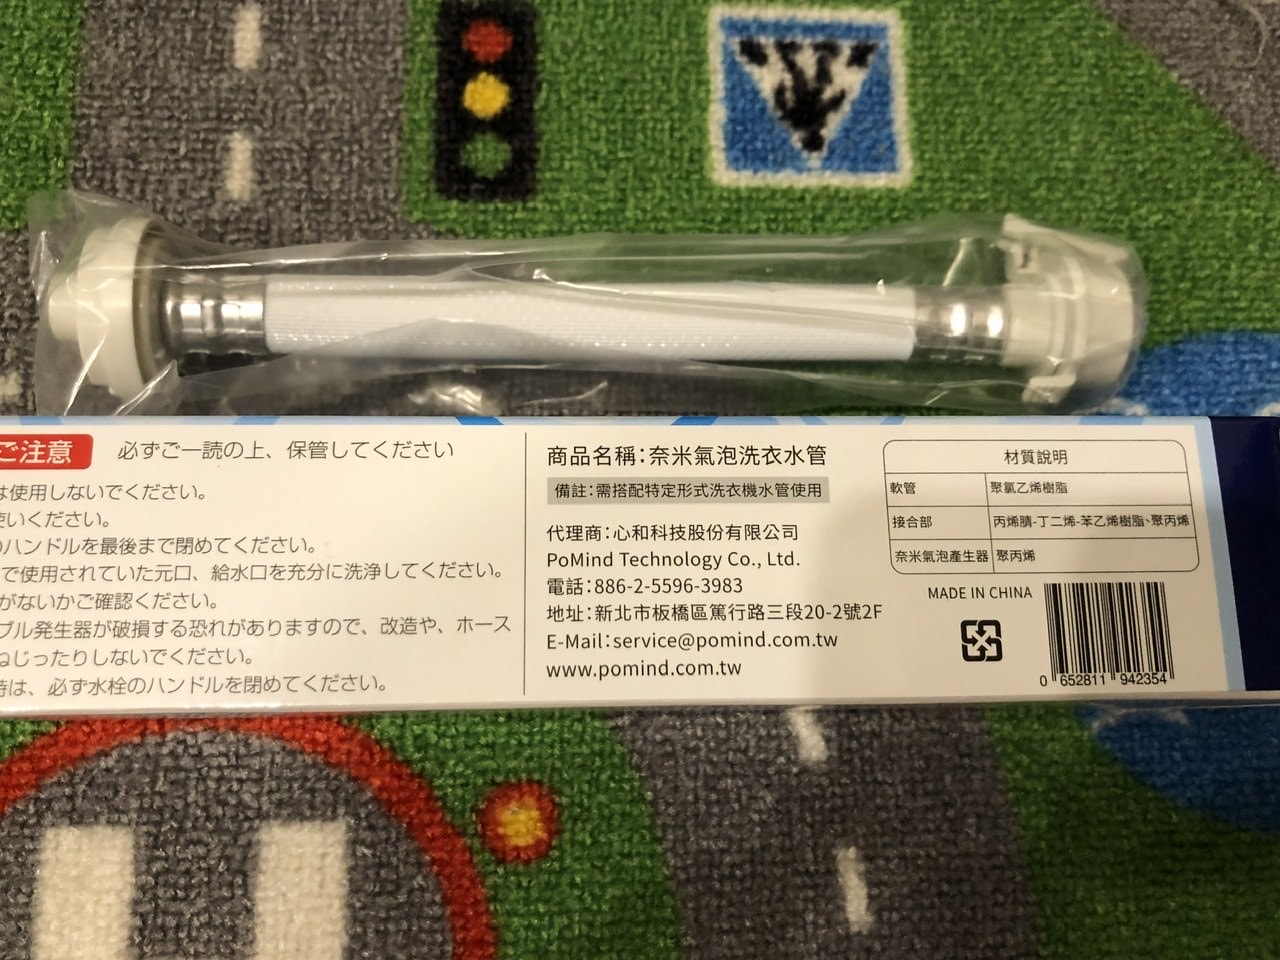 ご注意 必ずご一読の上、保管してください
は使用しないでください。
使いください。
のハンドルを最後まで閉めてください。
で使用されていた元口、給水口を充分に洗浄してください。
がないかご確認ください。
ブル発生器が破損する恐れがありますので、改造や、ホース
ねじったりしないでください。
時は、必ず水栓のハンドルを閉めてください。
商品名稱:奈米氣泡洗衣水管
備註:需搭配特定形式洗衣機水管使用
代理商:心和科技股份有限公司
PoMind Technology Co., Ltd.
電話:886-2-5596-3983
地址:新北市板橋區篤行路三段20-2號2F
E-Mail:service@pomind.com.tw
www.pomind.com.tw
材質說明
軟管 聚氯乙烯樹脂
接合部 丙烯腈-丁二烯-苯乙烯樹脂、聚丙烯
奈米氣泡產生器 聚丙烯
MADE IN CHINA
0 652811 942354